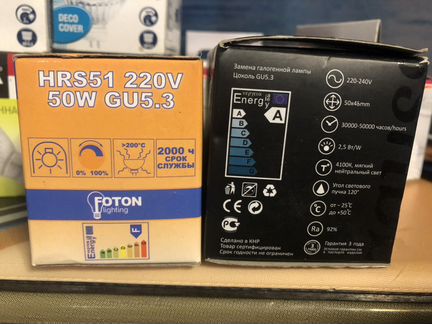 DECO
COVER
HRS51 220V
50W GU5.3
0% 100%
>200°C
2000 ч
СРОК
СЛУЖБЫ
FOTON
lighting
Energy
F
Замена галогенной лампы
Цоколь GU5.3
Energy
A
A
B
C
D
E
F
G
220-240V
50x46mm
30000-50000 часов/hours
2,5 Вт/W
4100К, мягкий
нейтральный свет
Угол светового
пучка 120°
от -25°C
до +50°C
Ra 92%
Гарантия 3 года
Сделано в КНР
Товар сертифицирован
Срок годности не ограничен